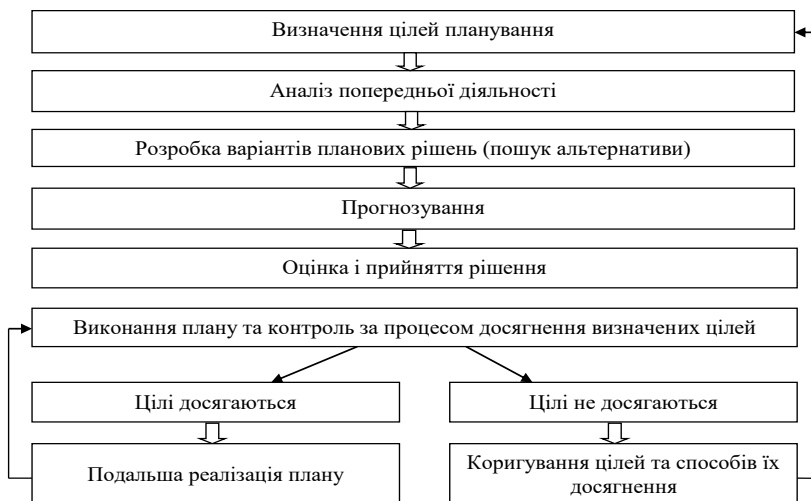 Визначення цілей планування
Аналіз попередньої діяльності
Розробка варіантів планових рішень (пошук альтернативи)
Прогнозування
Оцінка і прийняття рішення
Виконання плану та контроль за процесом досягнення визначених цілей
Цілі досягаються
Цілі не досягаються
Подальша реалізація плану
Коригування цілей та способів їх
досягнення